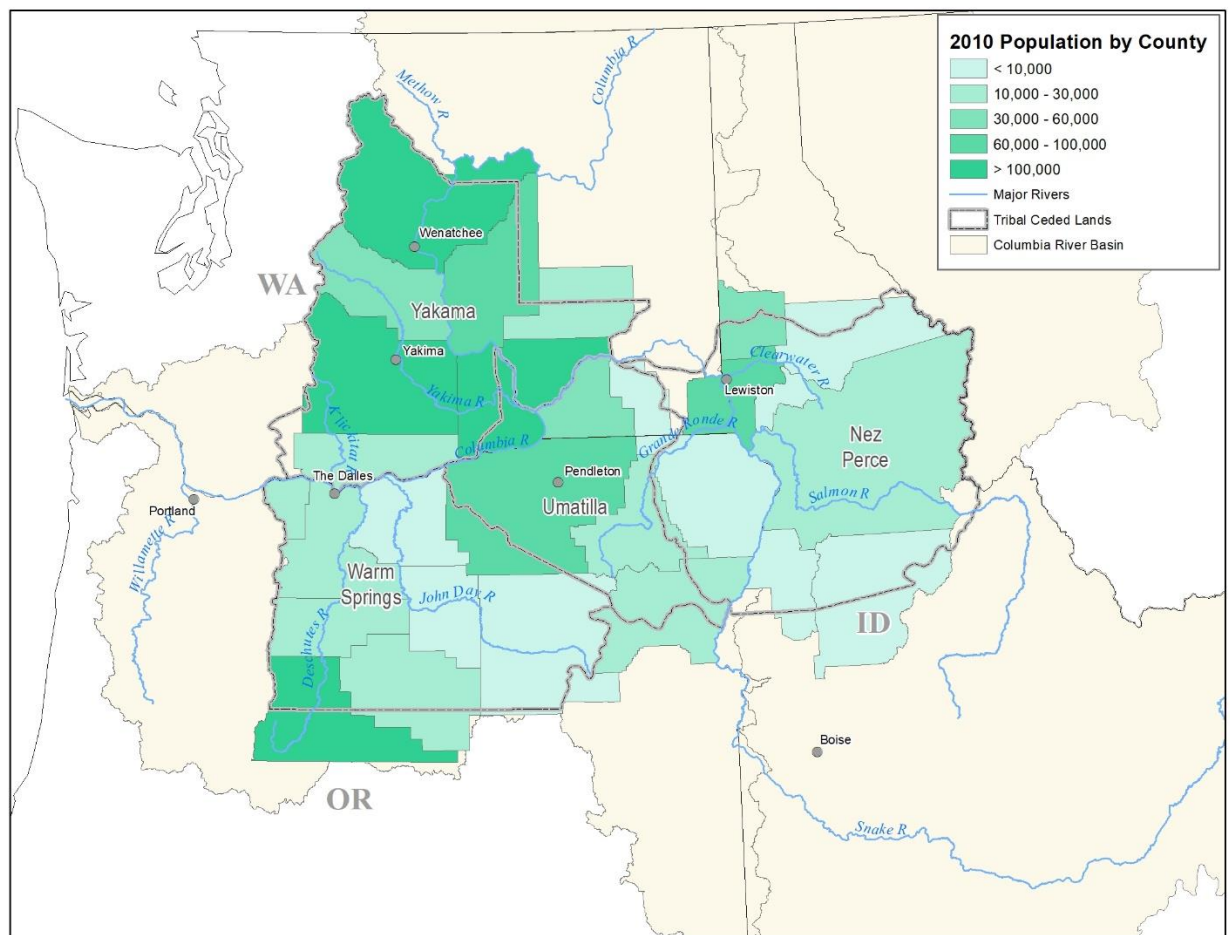 2010 Population by County
< 10,000
10,000 - 30,000
30,000 - 60,000
60,000 - 100,000
> 100,000
Major Rivers
Tribal Ceded Lands
Columbia River Basin
Methow R
Columbia R
Wenatchee
WA
Yakama
Yakima
Yakima R
Klickitat R
Columbia R
Clearwater R
Lewiston
Grande Ronde R
Nez
Perce
The Dalles
Pendleton
Umatilla
Salmon R
Portland
Willamette R
Warm
Springs
John Day R
Deschutes R
ID
Boise
OR
Snake R